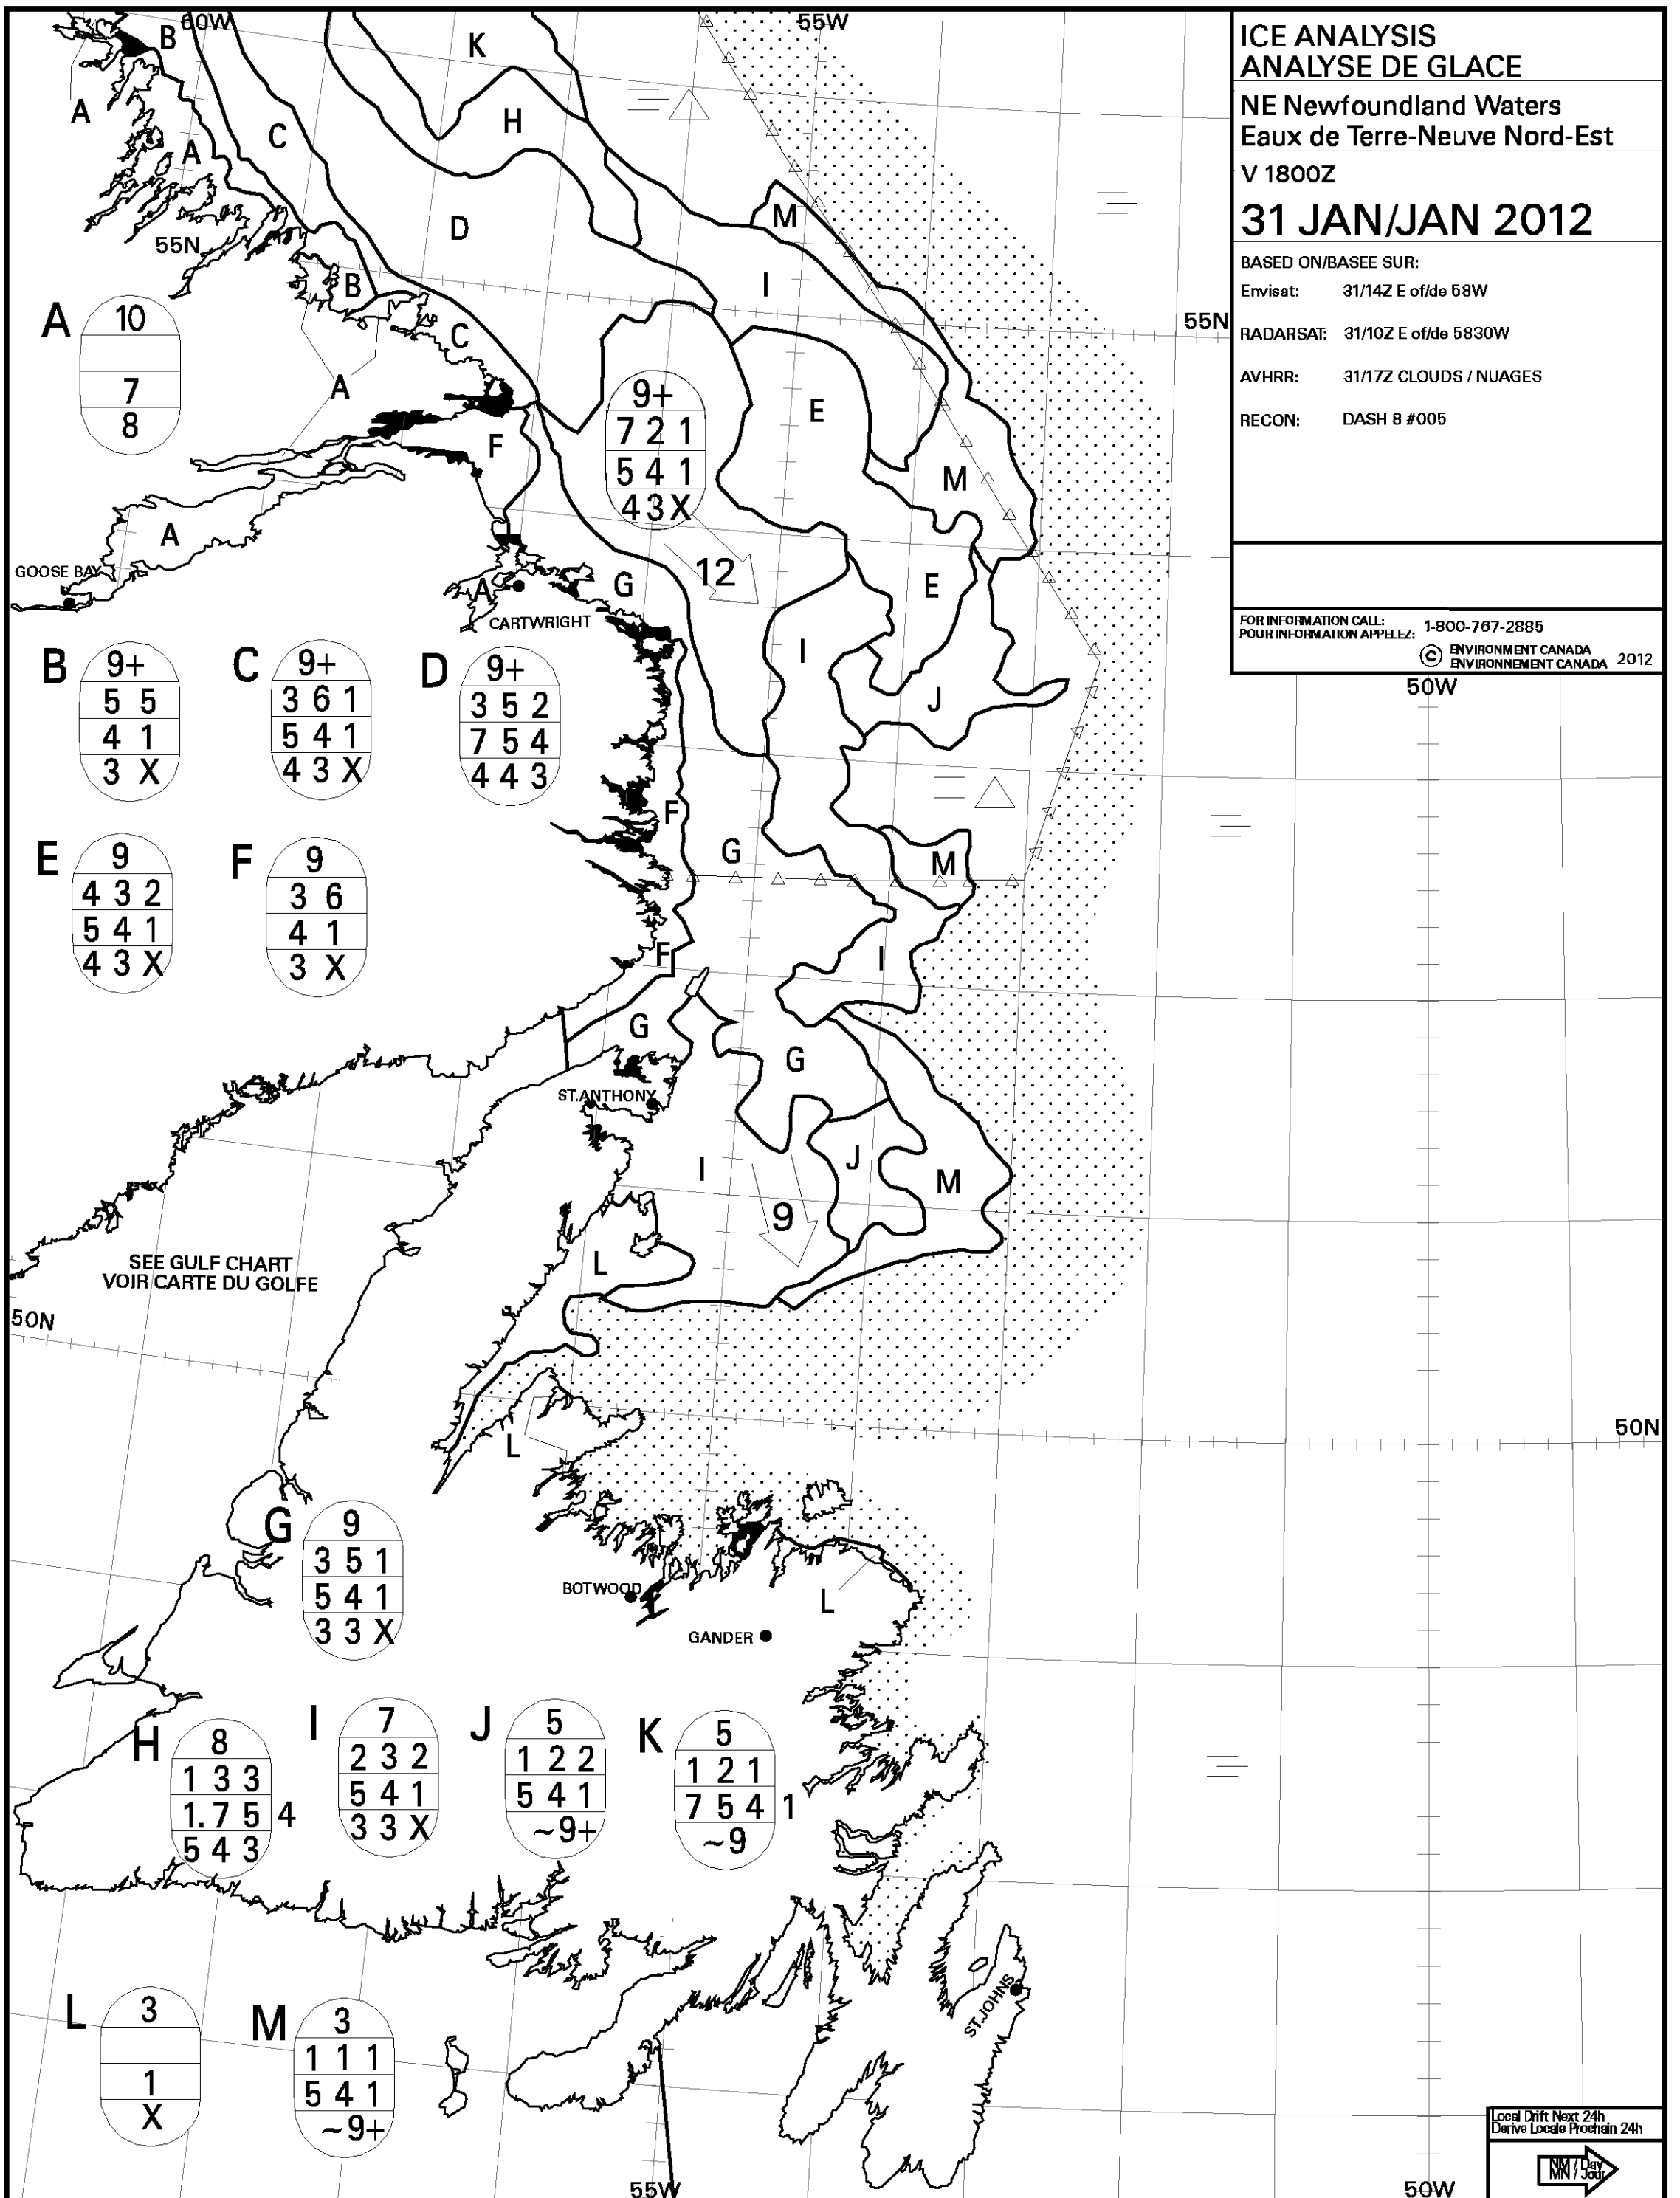 60W
55W
ICE ANALYSIS
ANALYSE DE GLACE
NE Newfoundland Waters
Eaux de Terre-Neuve Nord-Est
V 1800Z
31 JAN/JAN 2012
BASED ON/BASEE SUR:
Envisat: 31/14Z E of/de 58W
RADARSAT: 31/10Z E of/de 5830W
AVHRR: 31/17Z CLOUDS / NUAGES
RECON: DASH 8 #005
FOR INFORMATION CALL:
POUR INFORMATION APPELEZ: 1-800-767-2885
© ENVIRONMENT CANADA
ENVIRONNEMENT CANADA 2012
B
K
A
C
H
A
M
D
55N
B
I
C
55N
A
10
7
8
A
F
E
9+
7 2 1
5 4 1
4 3 X
M
A
GOOSE BAY
12
A
G
E
CARTWRIGHT
I
J
50W
B
9+
5 5
4 1
3 X
C
9+
3 6 1
5 4 1
4 3 X
D
9+
3 5 2
7 5 4
4 4 3
F
G
M
E
9
4 3 2
5 4 1
4 3 X
F
9
3 6
4 1
3 X
F
I
G
G
ST.ANTHONY
I
J
M
9
L
SEE GULF CHART
VOIR CARTE DU GOLFE
50N
50N
L
G
9
3 5 1
5 4 1
3 3 X
BOTWOOD
L
GANDER
H
8
1 3 3
1. 7 5 4
5 4 3
I
7
2 3 2
5 4 1
3 3 X
J
5
1 2 2
5 4 1
~9+
K
5
1 2 1
7 5 4 1
~9
ST.JOHNS
L
3
1
X
M
3
1 1 1
5 4 1
~9+
55W
50W
Local Drift Next 24h
Derive Locale Prochain 24h
NM / Day
MN / Jour